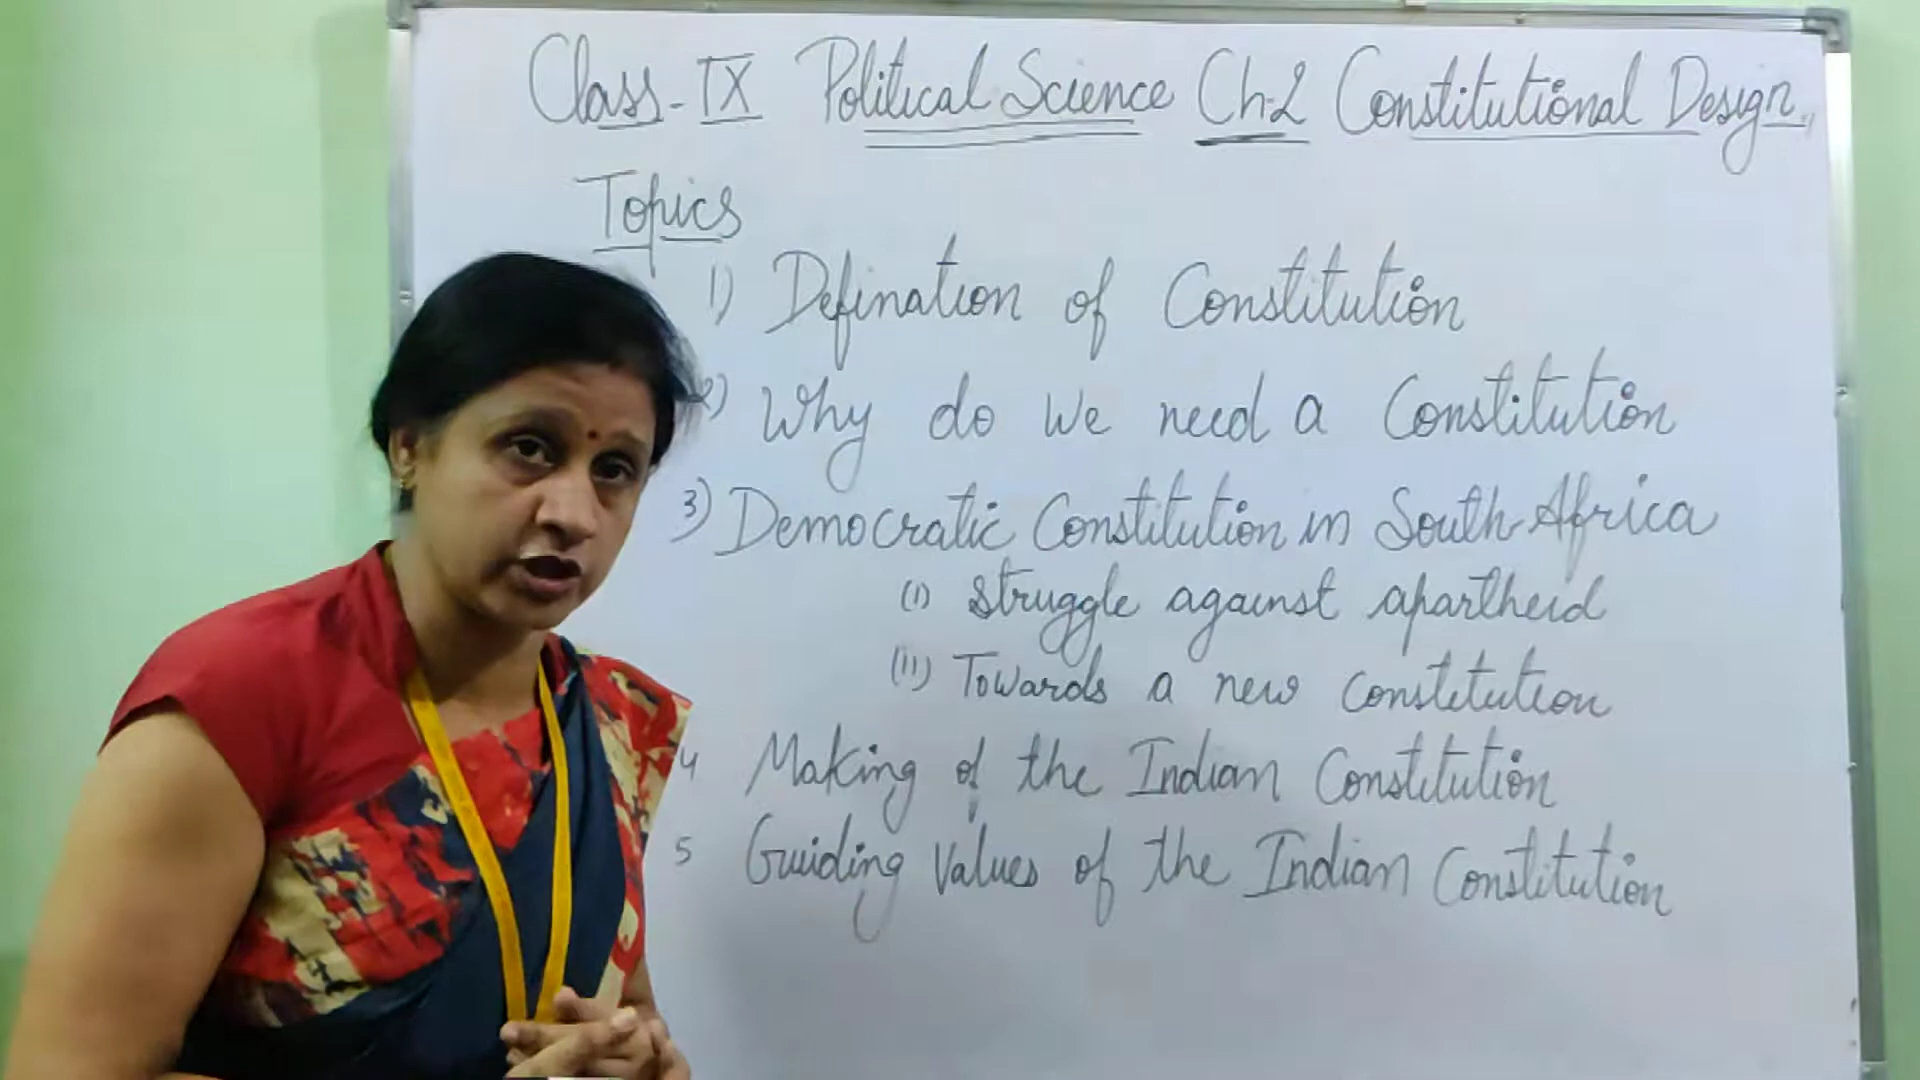 Class-IX Political Science Ch-2 Constitutional Design
Topics
1) Defination of Constitution
2) Why do we need a Constitution
3) Democratic Constitution in South Africa
(i) Struggle against apartheid
(ii) Towards a new constitution
4 Making of the Indian Constitution
5 Guiding values of the Indian Constitution